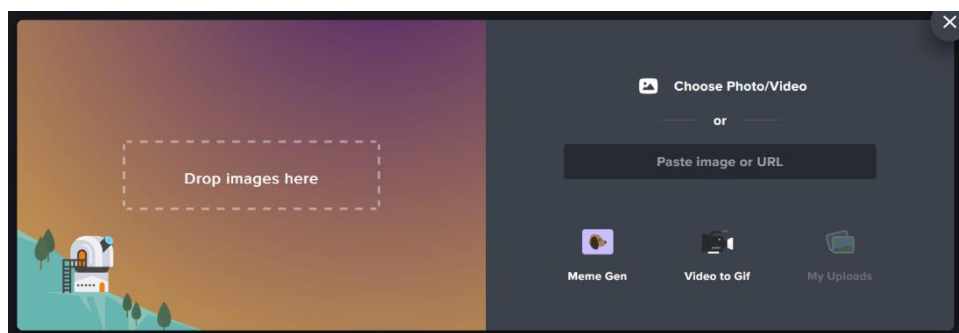 Drop images here
Choose Photo/Video
or
Paste image or URL
Meme Gen
Video to Gif
My Uploads